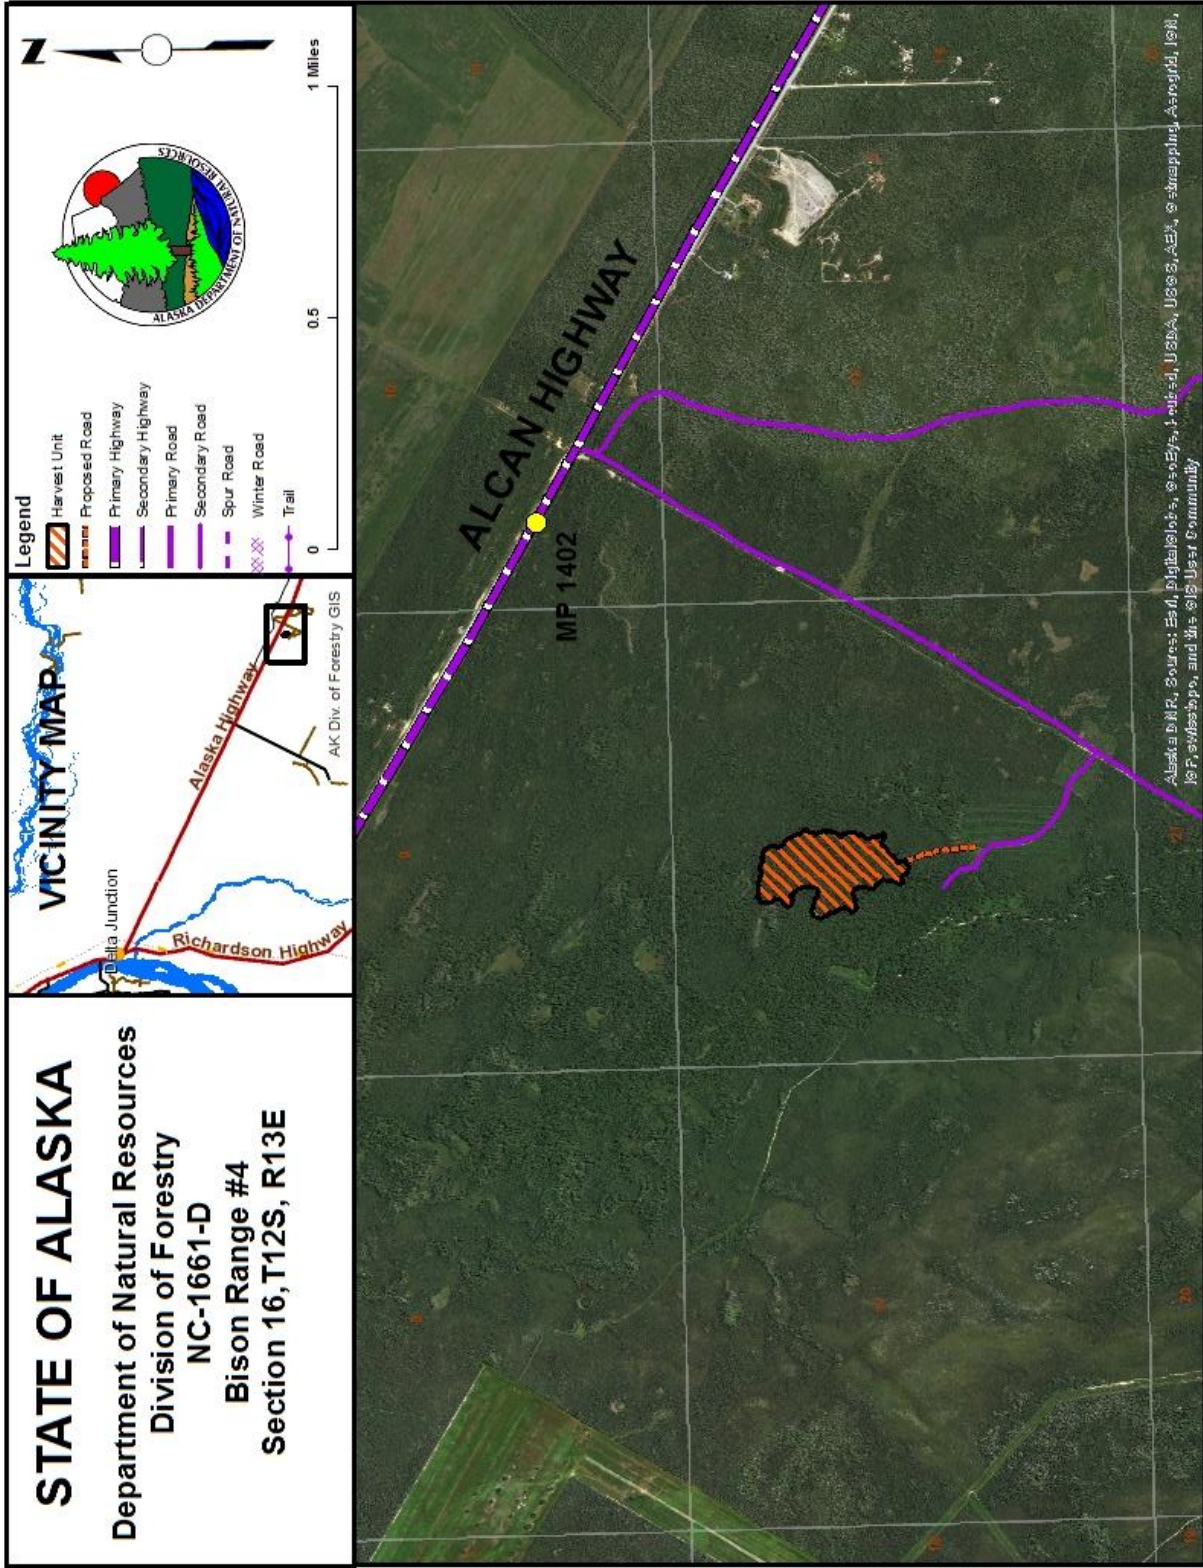 STATE OF ALASKA
Department of Natural Resources
Division of Forestry
NC-1661-D
Bison Range #4
Section 16, T12S, R13E
VICINITY MAP
Delta Junction
Alaska Highway
Richardson Highway
AK Div. of Forestry GIS
Legend
Harvest Unit
Proposed Road
Primary Highway
Secondary Highway
Primary Road
Secondary Road
Spur Road
Winter Road
Trail
ALASKA DEPARTMENT OF NATURAL RESOURCES
N
0
0.5
1 Miles
ALCAN HIGHWAY
MP 1402
9
20
21
Alaska DNR, Source: Esri, DigitalGlobe, GeoEye, i-cubed, USDA, USGS, AEX, Getmapping, Aerogrid, IGN,
IGP, swisstopo, and the GIS User Community